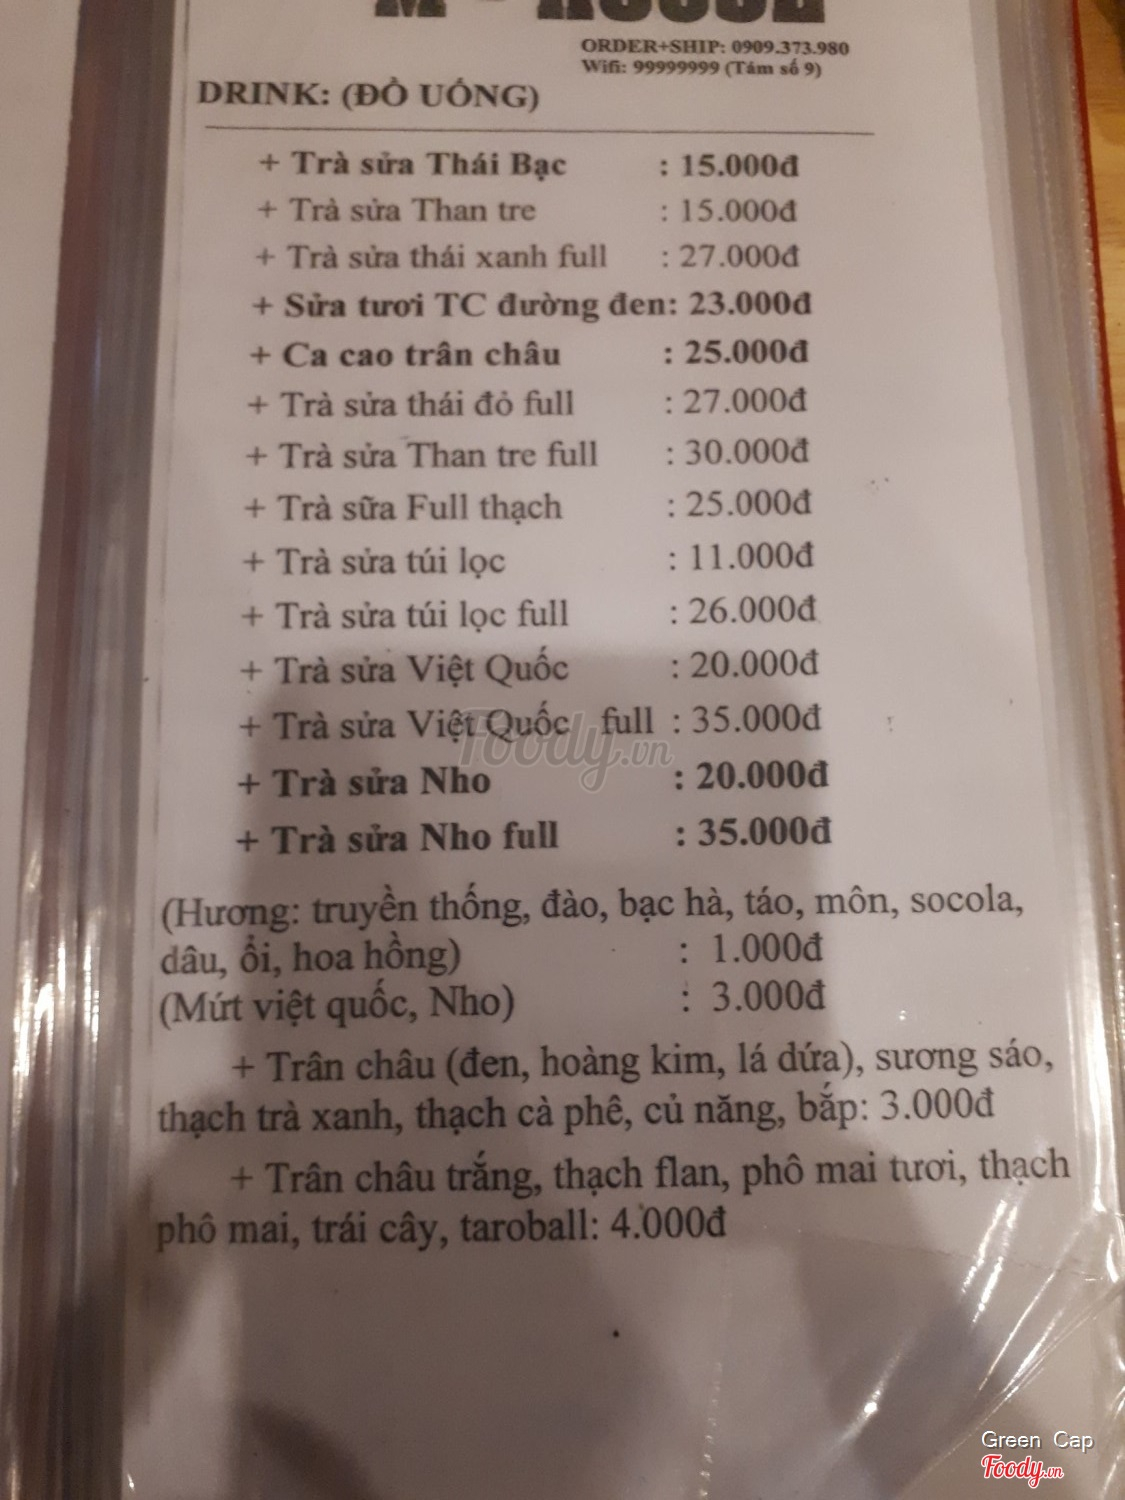 ORDER+SHIP: 0909.373.980
Wifi: 99999999 (Tám số 9)
DRINK: (ĐỒ UỐNG)
+ Trà sửa Thái Bạc : 15.000đ
+ Trà sửa Than tre : 15.000đ
+ Trà sửa thái xanh full : 27.000đ
+ Sửa tươi TC đường đen: 23.000đ
+ Ca cao trân châu : 25.000đ
+ Trà sửa thái đỏ full : 27.000đ
+ Trà sửa Than tre full : 30.000đ
+ Trà sữa Full thạch : 25.000đ
+ Trà sửa túi lọc : 11.000đ
+ Trà sửa túi lọc full : 26.000đ
+ Trà sửa Việt Quốc : 20.000đ
+ Trà sửa Việt Quốc full : 35.000đ
Foody.vn
+ Trà sửa Nho : 20.000đ
+ Trà sửa Nho full : 35.000đ
(Hương: truyền thống, đào, bạc hà, táo, môn, socola,
dâu, ổi, hoa hồng) : 1.000đ
(Mứt việt quốc, Nho) : 3.000đ
+ Trân châu (đen, hoàng kim, lá dứa), sương sáo,
thạch trà xanh, thạch cà phê, củ năng, bắp: 3.000đ
+ Trân châu trắng, thạch flan, phô mai tươi, thạch
phô mai, trái cây, taroball: 4.000đ
Green Cap
Foody.vn